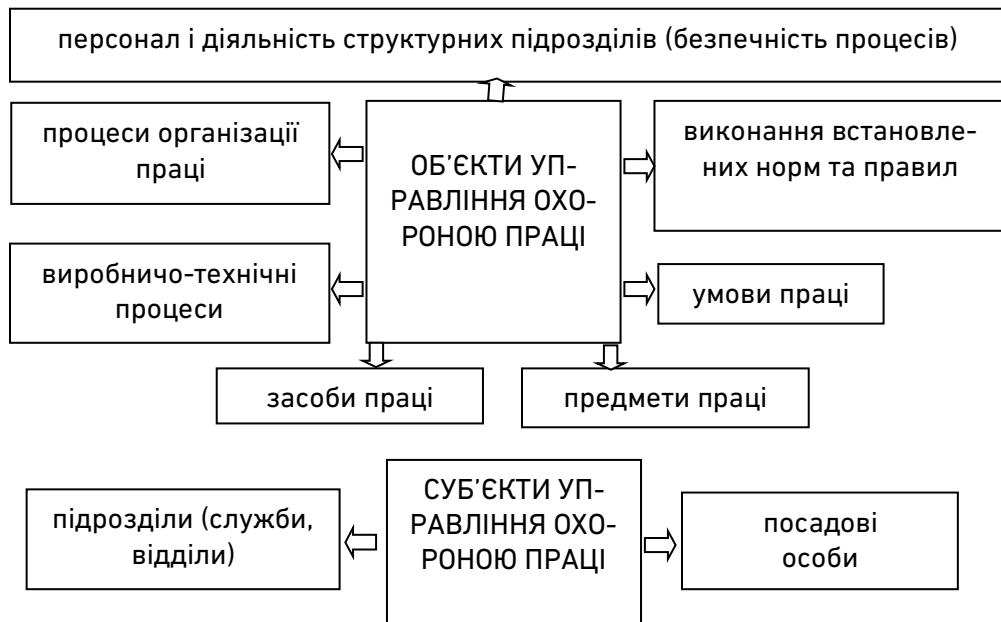 персонал і діяльність структурних підрозділів (безпечність процесів)
процеси організації
праці
ОБ’ЄКТИ УП-
РАВЛІННЯ ОХО-
РОНОЮ ПРАЦІ
виконання встановле-
них норм та правил
виробничо-технічні
процеси
умови праці
засоби праці
предмети праці
підрозділи (служби,
відділи)
СУБ’ЄКТИ УП-
РАВЛІННЯ ОХО-
РОНОЮ ПРАЦІ
посадові
особи